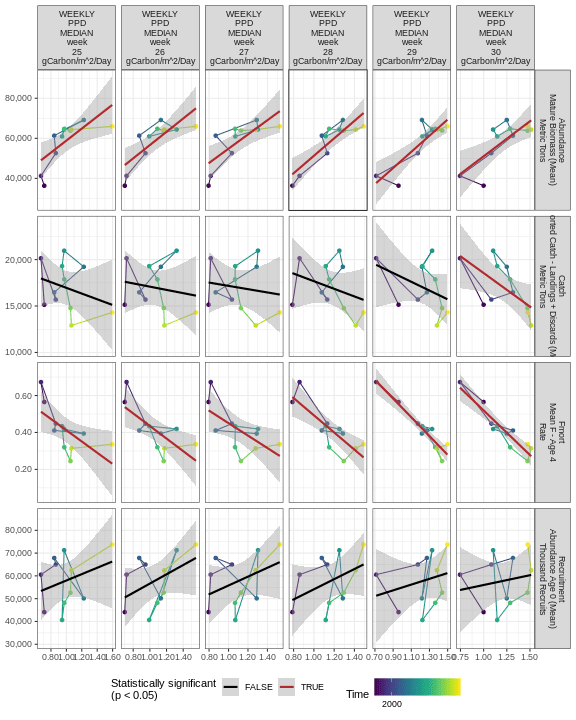 WEEKLY
PPD
MEDIAN
week
25
gCarbon/m^2/Day
WEEKLY
PPD
MEDIAN
week
26
gCarbon/m^2/Day
WEEKLY
PPD
MEDIAN
week
27
gCarbon/m^2/Day
WEEKLY
PPD
MEDIAN
week
28
gCarbon/m^2/Day
WEEKLY
PPD
MEDIAN
week
29
gCarbon/m^2/Day
WEEKLY
PPD
MEDIAN
week
30
gCarbon/m^2/Day
80,000
60,000
40,000
Abundance
Mature Biomass (Mean)
Metric Tons
20,000
15,000
10,000
Catch
orted Catch - Landings + Discards (M
Metric Tons
0.60
0.40
0.20
Fmort
Mean F - Age 4
Rate
80,000
70,000
60,000
50,000
40,000
30,000
Recruitment
Abundance Age 0 (Mean)
Thousand Recruits
0.80 1.00 1.20 1.40 1.60
0.80 1.00 1.20 1.40
0.80 1.00 1.20 1.40
0.80 1.00 1.20 1.40
0.70 0.90 1.10 1.30 1.50
0.75 1.00 1.25 1.50
Statistically significant
(p < 0.05)
FALSE
TRUE
Time
2000